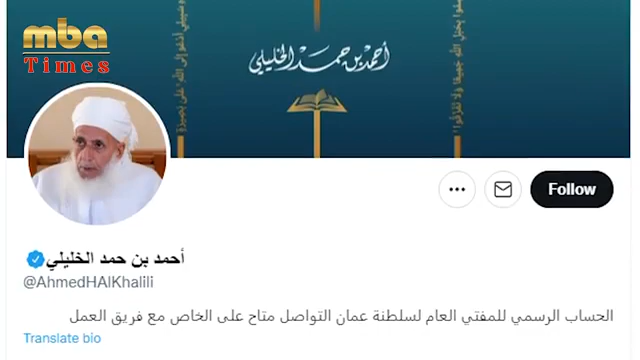 mba
Times
أحمد بن حمد الخليلي
Follow
أحمد بن حمد الخليلي
@AhmedHAlKhalili
الحساب الرسمي للمفتي العام لسلطنة عمان التواصل متاح على الخاص مع فريق العمل
Translate bio